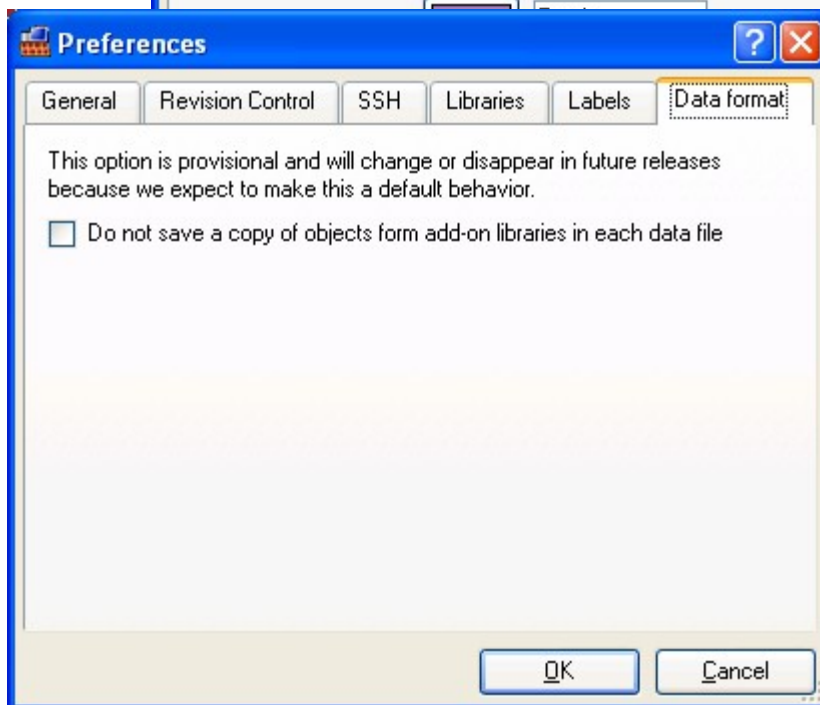 Preferences
General Revision Control SSH Libraries Labels Data format
This option is provisional and will change or disappear in future releases
because we expect to make this a default behavior.
Do not save a copy of objects form add-on libraries in each data file
OK Cancel